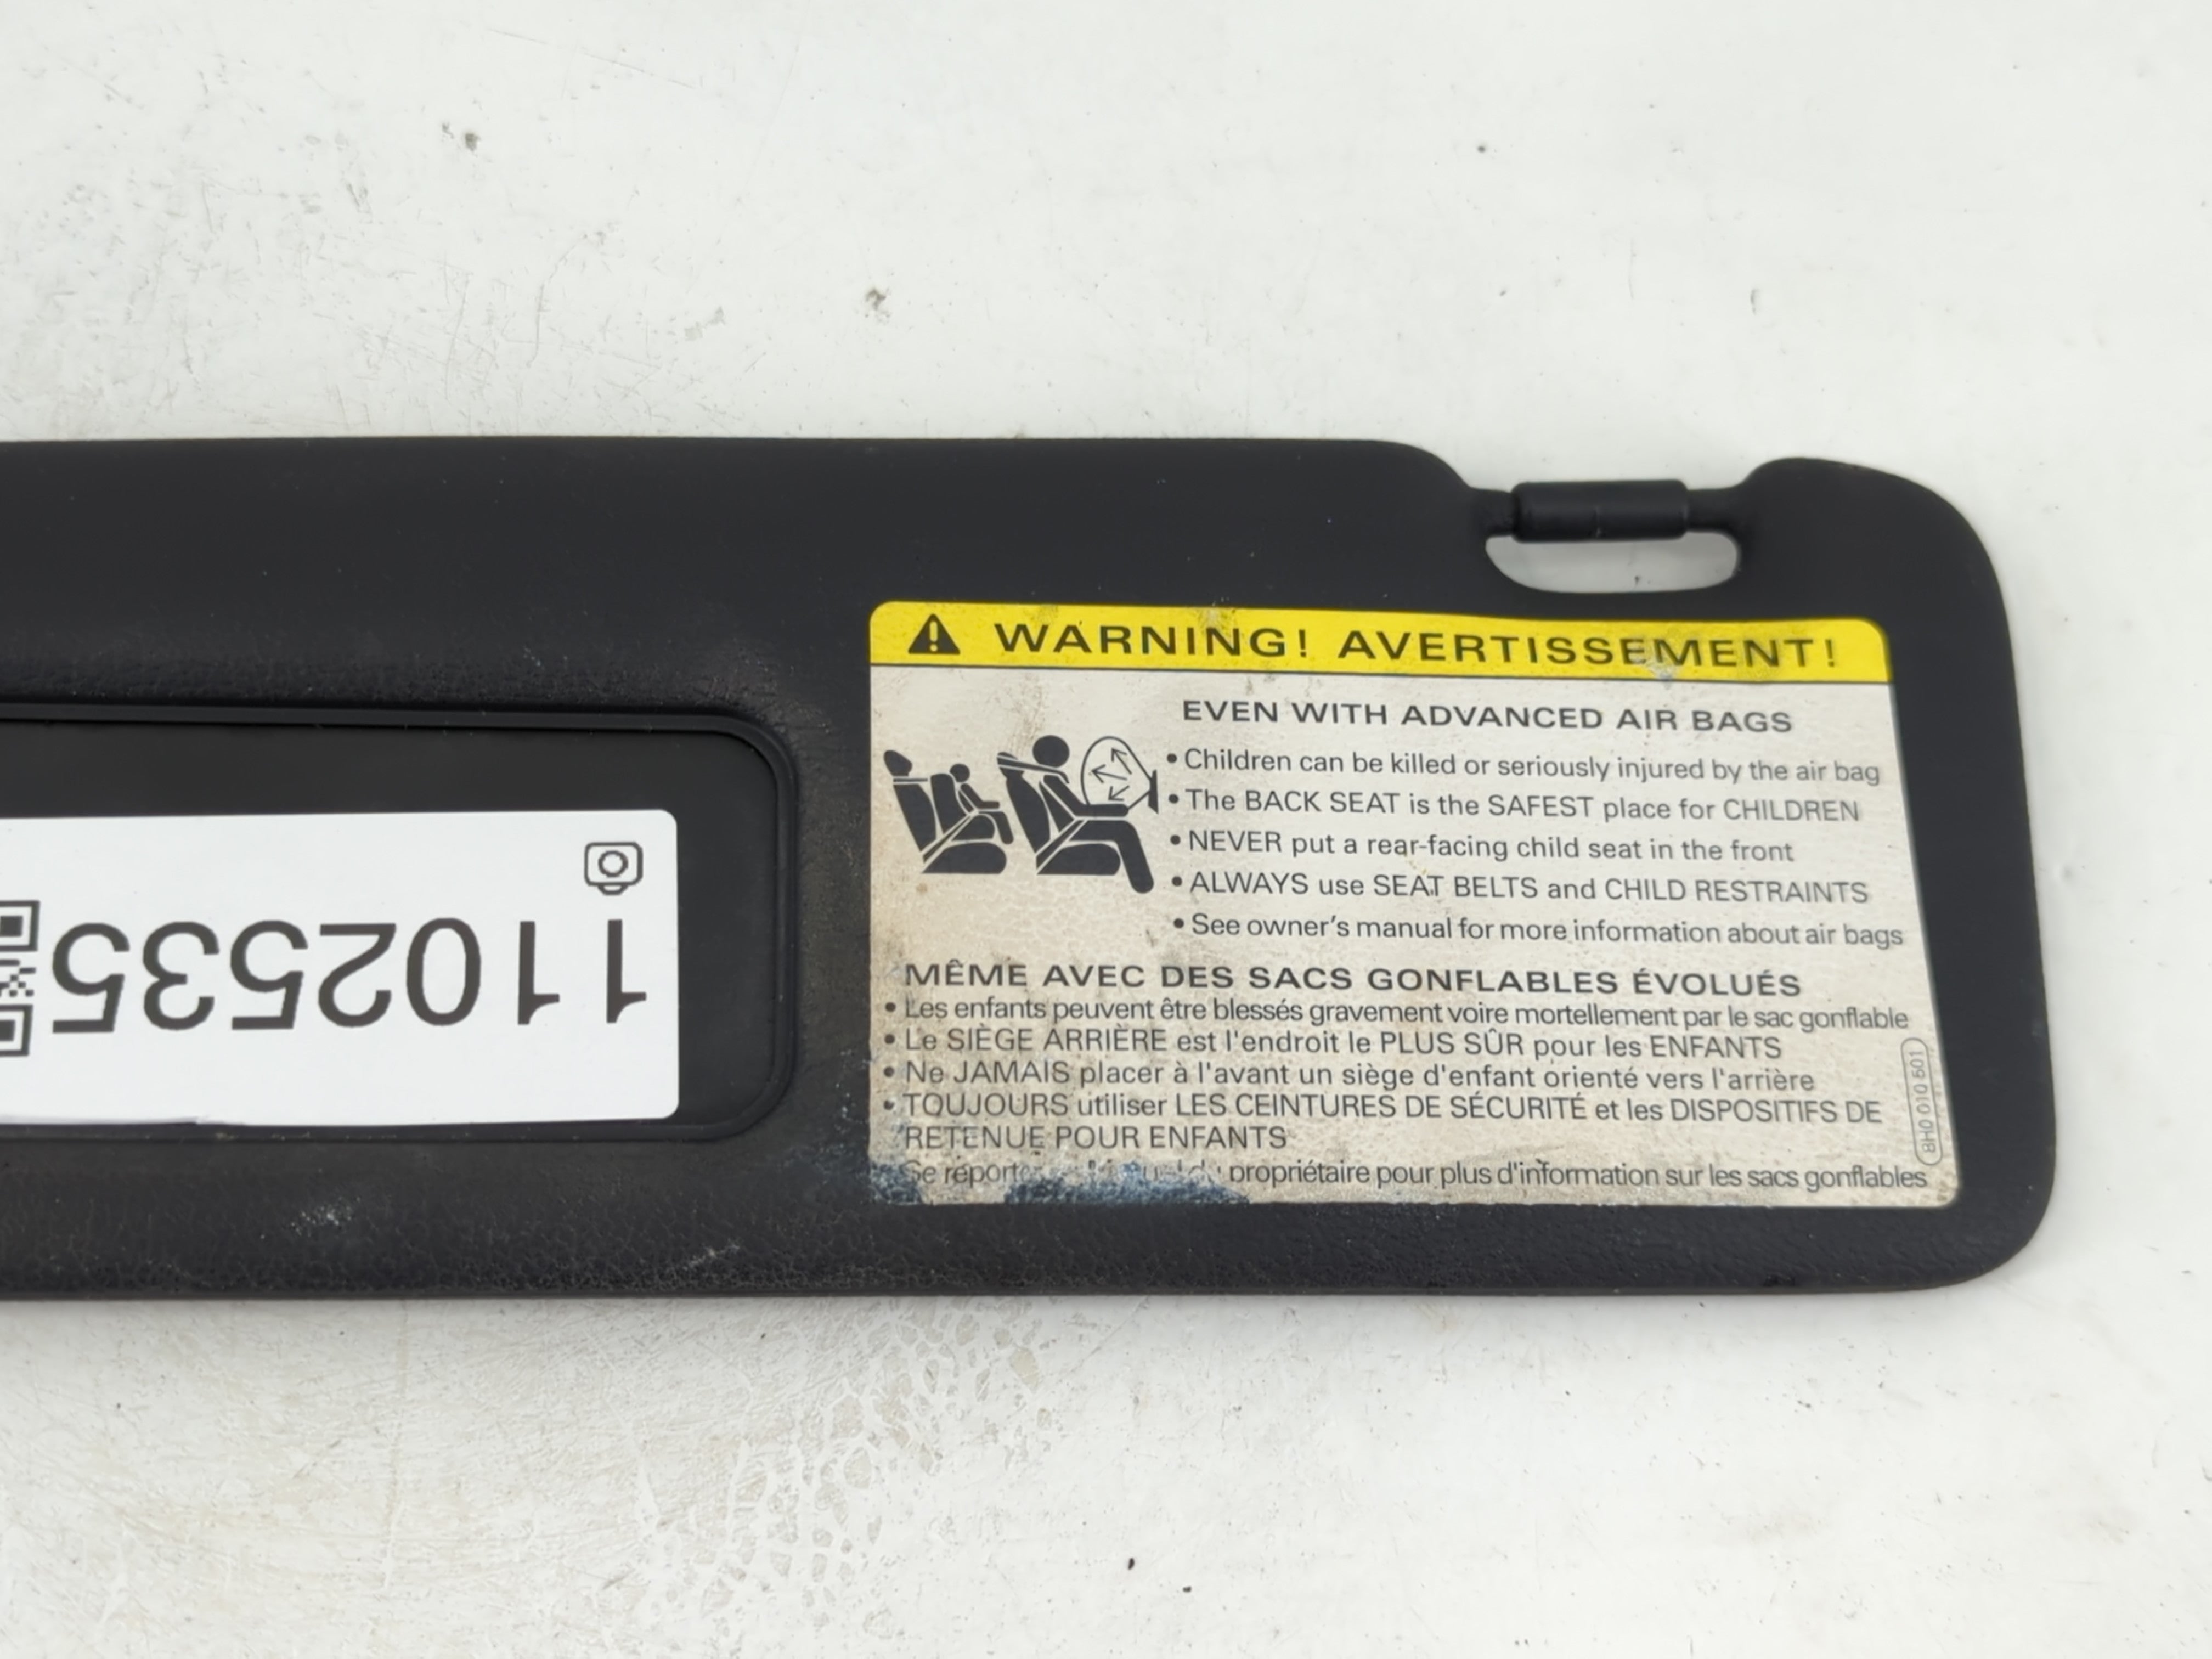 WARNING! AVERTISSEMENT!
EVEN WITH ADVANCED AIR BAGS
• Children can be killed or seriously injured by the air bag
• The BACK SEAT is the SAFEST place for CHILDREN
• NEVER put a rear-facing child seat in the front
• ALWAYS use SEAT BELTS and CHILD RESTRAINTS
• See owner's manual for more information about air bags
MÊME AVEC DES SACS GONFLABLES ÉVOLUÉS
• Les enfants peuvent être blessés gravement voire mortellement par le sac gonflable
• Le SIÈGE ARRIÈRE est l'endroit le PLUS SÛR pour les ENFANTS
• Ne JAMAIS placer à l'avant un siège d'enfant orienté vers l'arrière
• TOUJOURS utiliser LES CEINTURES DE SÉCURITÉ et les DISPOSITIFS DE
RETENUE POUR ENFANTS
Se propriétaire pour plus d'information sur les sacs gonflables
8H0 010 601
1102535